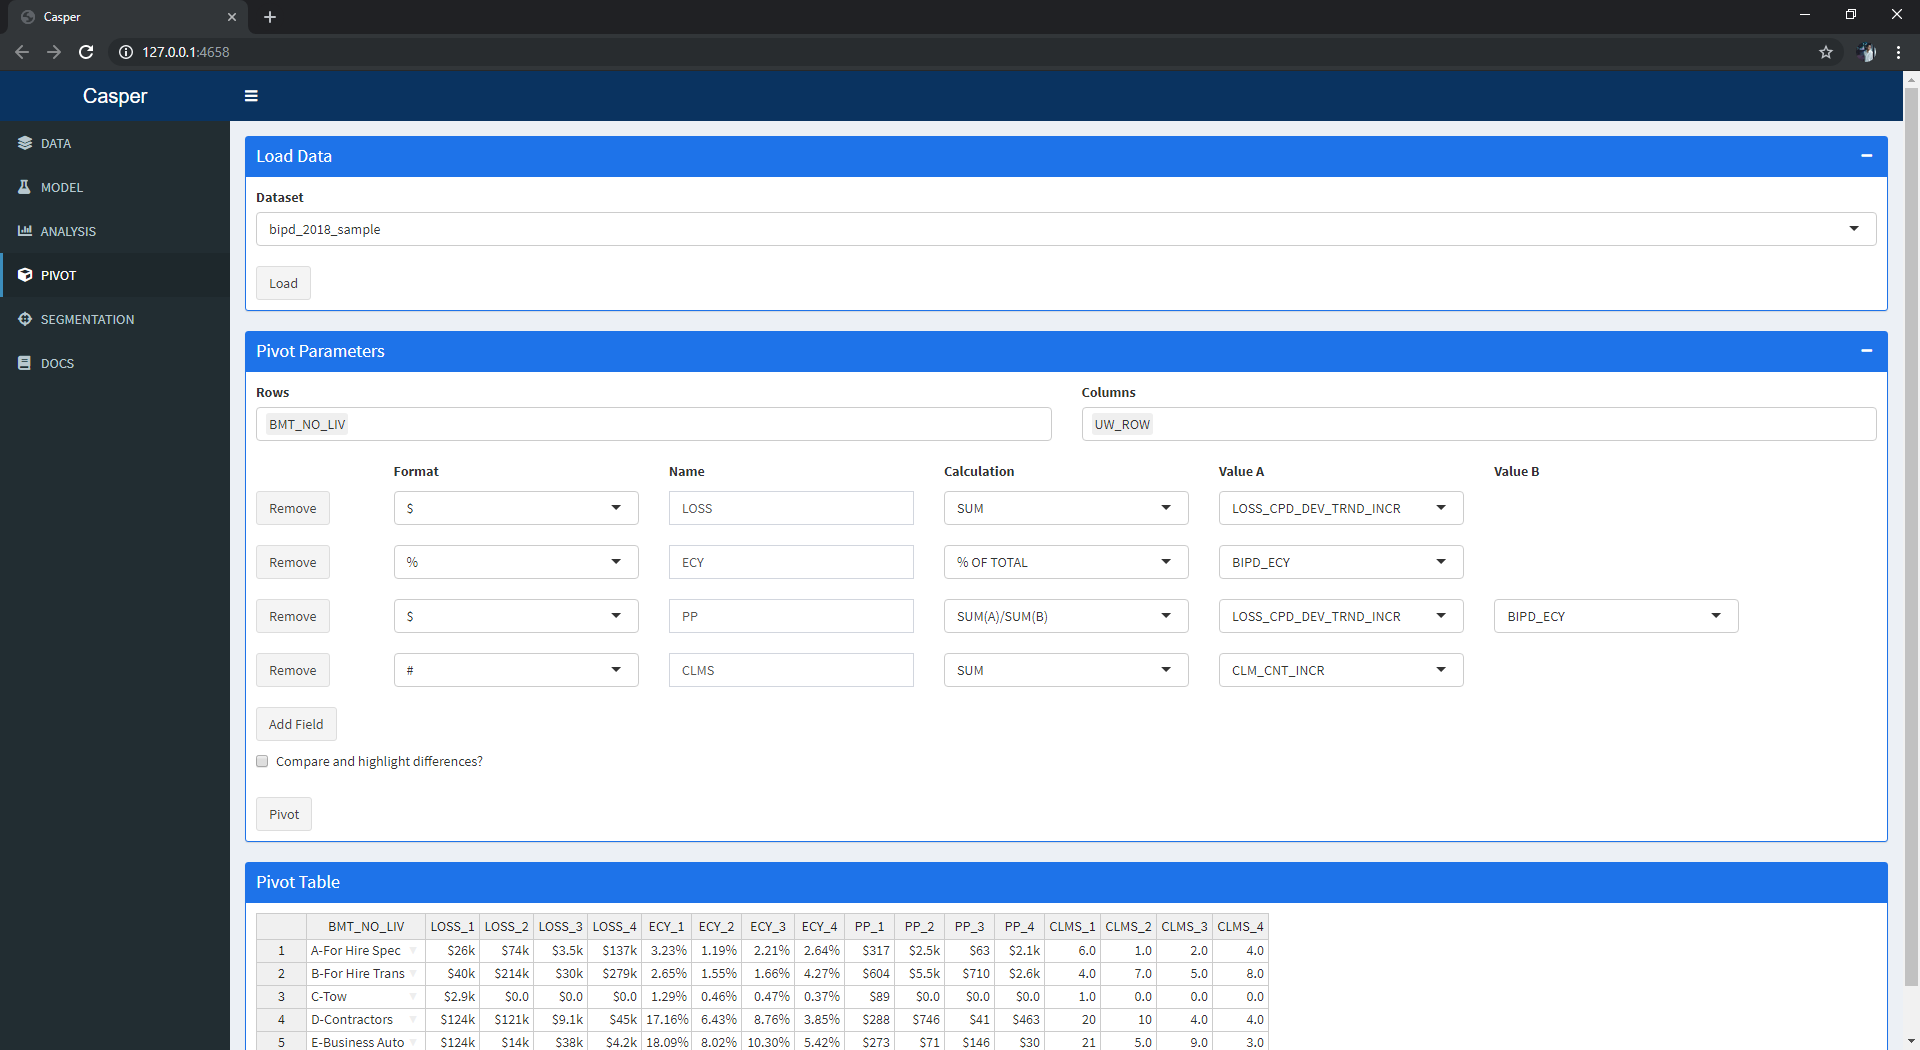 Casper
127.0.0.1:4658
Casper
DATA
MODEL
ANALYSIS
PIVOT
SEGMENTATION
DOCS
Load Data
Dataset
bipd_2018_sample
Load
Pivot Parameters
Rows Columns
BMT_NO_LIV UW_ROW
Format Name Calculation Value A Value B
Remove $ LOSS SUM LOSS_CPD_DEV_TRND_INCR
Remove % ECY % OF TOTAL BIPD_ECY
Remove $ PP SUM(A)/SUM(B) LOSS_CPD_DEV_TRND_INCR BIPD_ECY
Remove # CLMS SUM CLM_CNT_INCR
Add Field
Compare and highlight differences?
Pivot
Pivot Table
BMT_NO_LIV LOSS_1 LOSS_2 LOSS_3 LOSS_4 ECY_1 ECY_2 ECY_3 ECY_4 PP_1 PP_2 PP_3 PP_4 CLMS_1 CLMS_2 CLMS_3 CLMS_4
1 A-For Hire Spec $26k $74k $3.5k $137k 3.23% 1.19% 2.21% 2.64% $317 $2.5k $63 $2.1k 6.0 1.0 2.0 4.0
2 B-For Hire Trans $40k $214k $30k $279k 2.65% 1.55% 1.66% 4.27% $604 $5.5k $710 $2.6k 4.0 7.0 5.0 8.0
3 C-Tow $2.9k $0.0 $0.0 $0.0 1.29% 0.46% 0.47% 0.37% $89 $0.0 $0.0 $0.0 1.0 0.0 0.0 0.0
4 D-Contractors $124k $121k $9.1k $45k 17.16% 6.43% 8.76% 3.85% $288 $746 $41 $463 20 10 4.0 4.0
5 E-Business Auto $124k $14k $38k $4.2k 18.09% 8.02% 10.30% 5.42% $273 $71 $146 $30 21 5.0 9.0 3.0